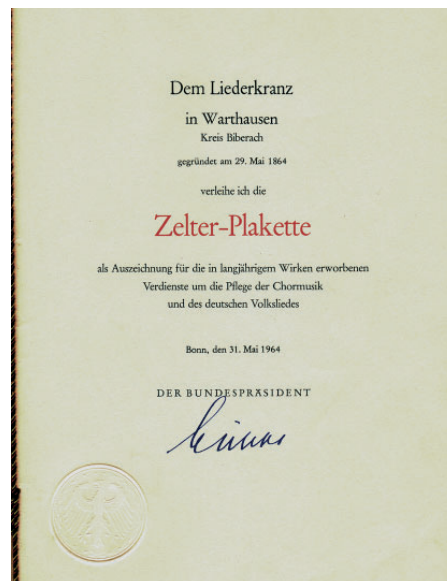 Dem Liederkranz
in Warthausen
Kreis Biberach
gegründet am 29. Mai 1864
verleihe ich die
Zelter-Plakette
als Auszeichnung für die in langjährigem Wirken erworbenen
Verdienste um die Pflege der Chormusik
und des deutschen Volksliedes
Bonn, den 31. Mai 1964
DER BUNDESPRÄSIDENT